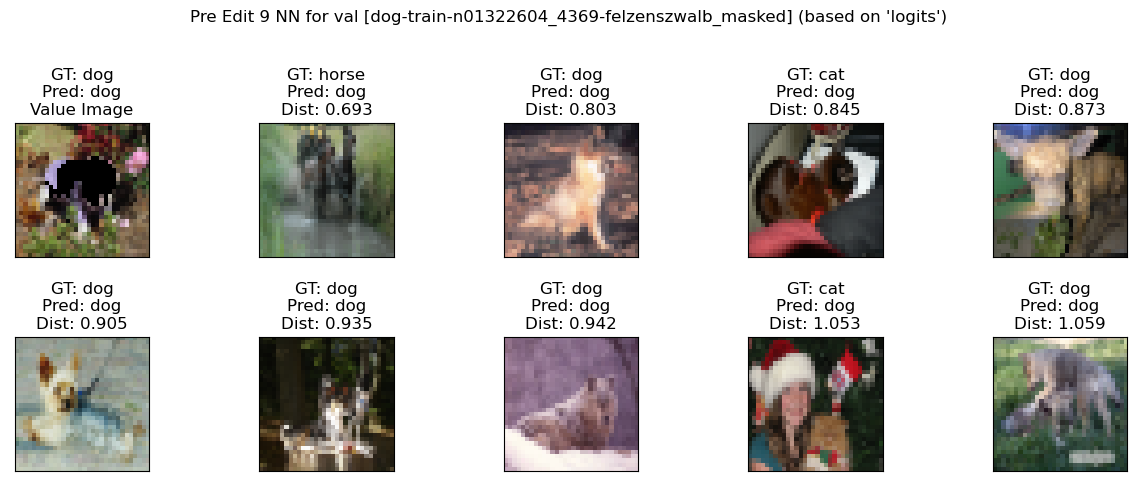 Pre Edit 9 NN for val [dog-train-n01322604_4369-felzenszwalb_masked] (based on 'logits')
GT: dog
Pred: dog
Value Image
GT: horse
Pred: dog
Dist: 0.693
GT: dog
Pred: dog
Dist: 0.803
GT: cat
Pred: dog
Dist: 0.845
GT: dog
Pred: dog
Dist: 0.873
GT: dog
Pred: dog
Dist: 0.905
GT: dog
Pred: dog
Dist: 0.935
GT: dog
Pred: dog
Dist: 0.942
GT: cat
Pred: dog
Dist: 1.053
GT: dog
Pred: dog
Dist: 1.059